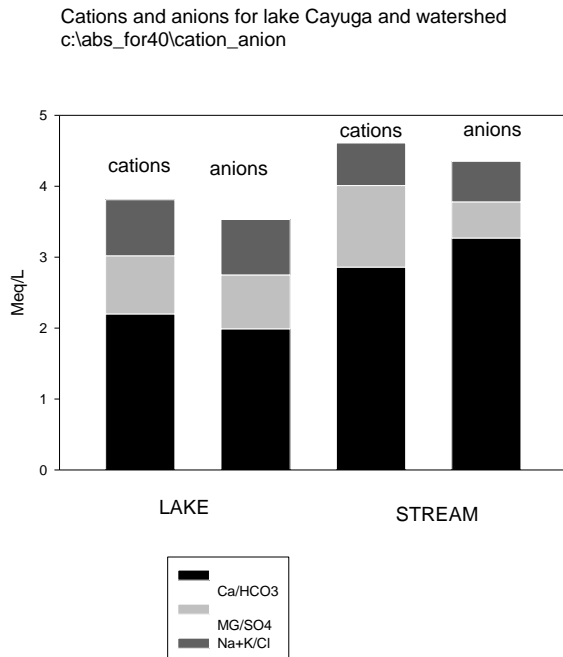 Cations and anions for lake Cayuga and watershed
c:\abs_for40\cation_anion
5
4
3
2
1
0
Meq/L
cations
anions
cations
anions
LAKE
STREAM
Ca/HCO3
MG/SO4
Na+K/Cl